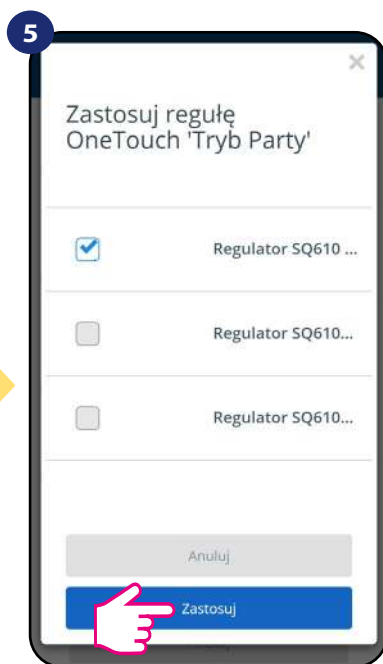 5
Zastosuj regułę
OneTouch 'Tryb Party'
Regulator SQ610 ...
Regulator SQ610...
Regulator SQ610...
Anuluj
Zastosuj